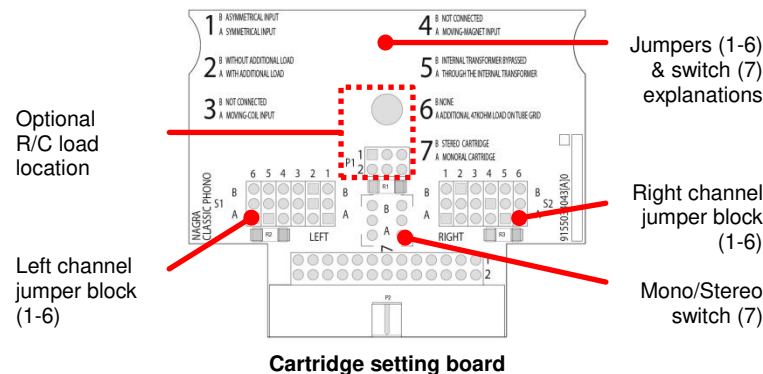 1 B ASYMMETRICAL INPUT
A SYMMETRICAL INPUT
2 B WITHOUT ADDITIONAL LOAD
A WITH ADDITIONAL LOAD
3 B NOT CONNECTED
A MOVING-COIL INPUT
4 B NOT CONNECTED
A MOVING-MAGNET INPUT
5 B INTERNAL TRANSFORMER BYPASSED
A THROUGH THE INTERNAL TRANSFORMER
6 B NONE
A ADDITIONAL 47KOHM LOAD ON TUBE GRID
7 B STEREO CARTRIDGE
A MONORAL CARTRIDGE
Jumpers (1-6)
& switch (7)
explanations
Optional
R/C load
location
P1
1
2
R1
6 5 4 3 2 1
B
S1
A
B
A
R2
LEFT
NAGRA
CLASSIC PHONO
B
A
7
1 2 3 4 5 6
B
A
B
S2
A
R3
RIGHT
1
2
P2
Right channel
jumper block
(1-6)
Left channel
jumper block
(1-6)
Mono/Stereo
switch (7)
Cartridge setting board